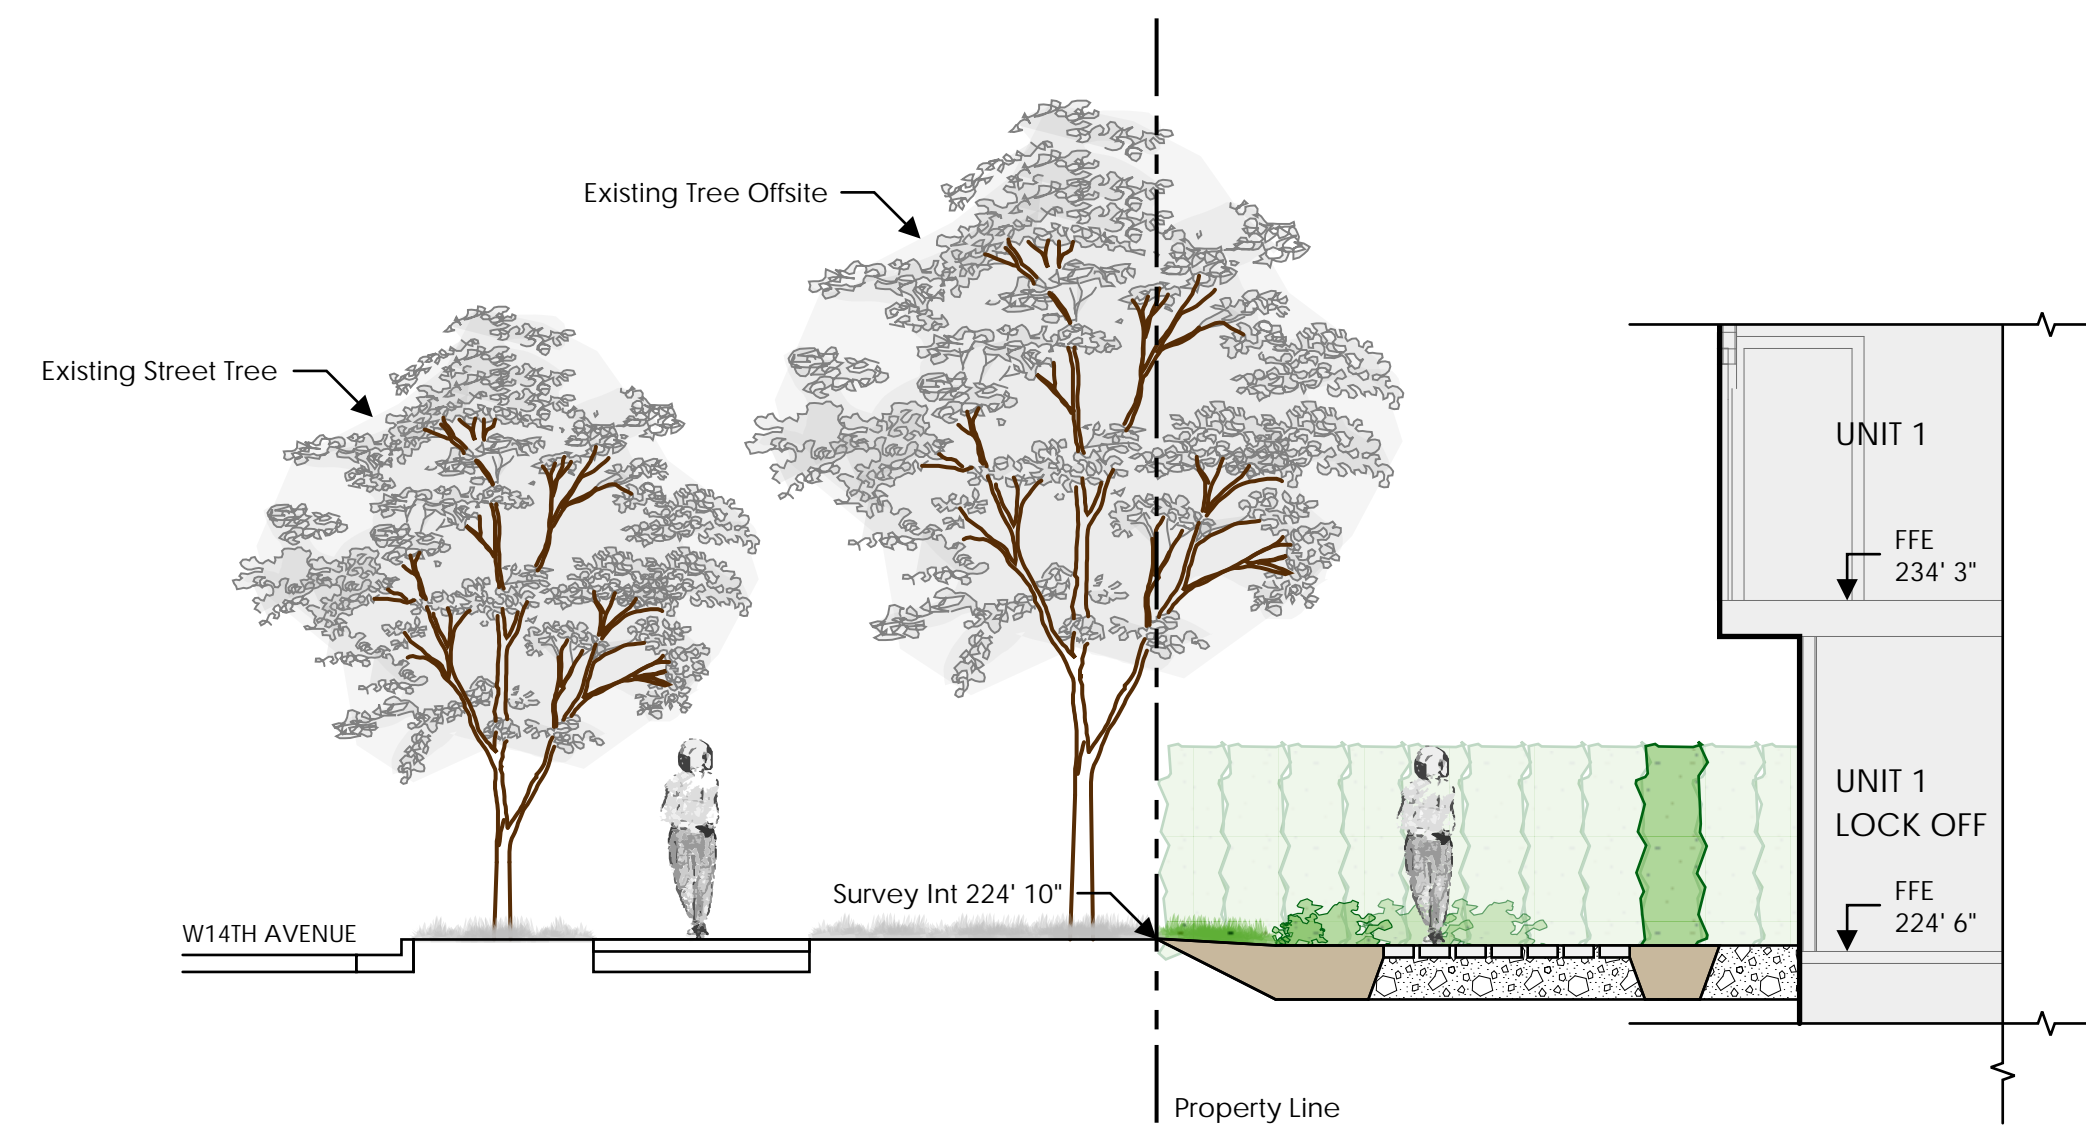 Existing Tree Offsite
Existing Street Tree
UNIT 1
FFE
234' 3"
UNIT 1
LOCK OFF
Survey Int 224' 10"
FFE
224' 6"
W14TH AVENUE
Property Line